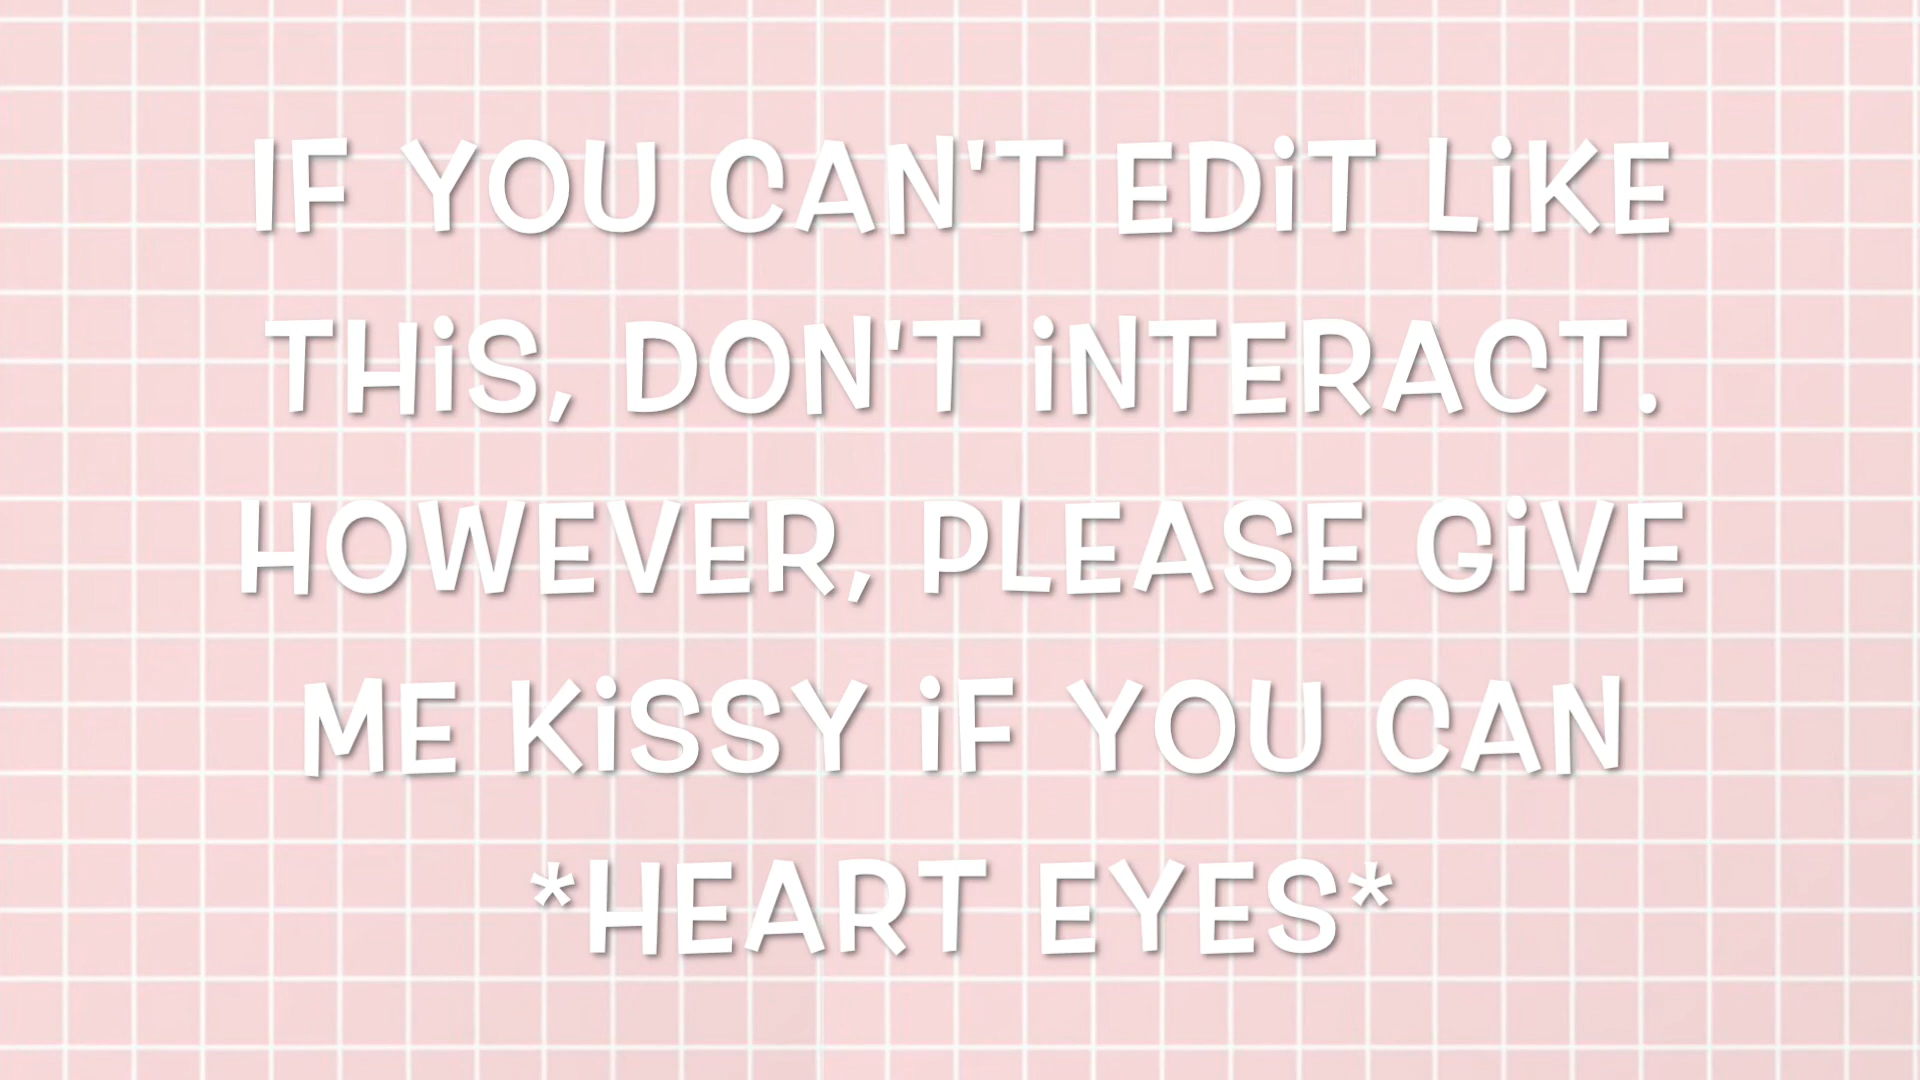 IF YOU CAN'T EDiT LiKE
THiS, DON'T iNTERACT.
HOWEVER, PLEASE GiVE
ME KiSSY iF YOU CAN
*HEART EYES*